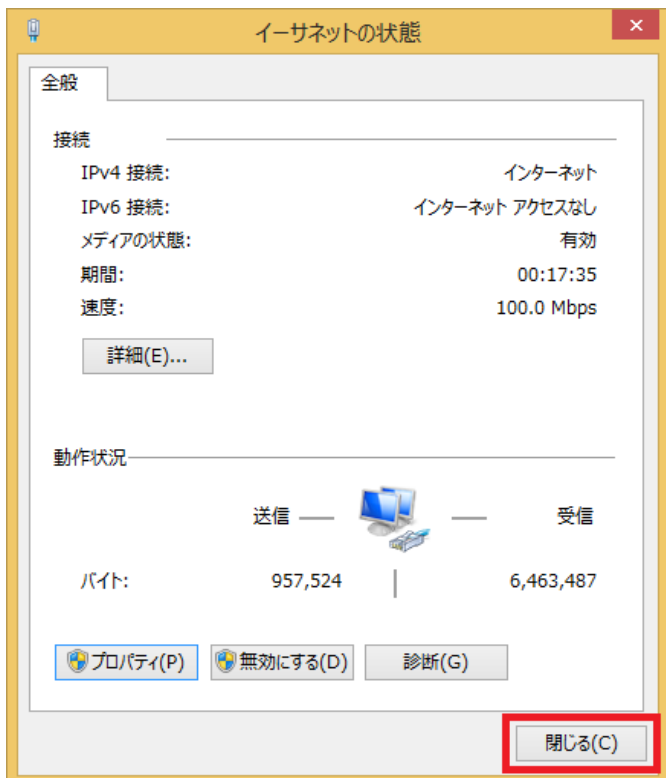 イーサネットの状態
全般
接続
IPv4 接続: インターネット
IPv6 接続: インターネット アクセスなし
メディアの状態: 有効
期間: 00:17:35
速度: 100.0 Mbps
詳細(E)...
動作状況
送信 受信
バイト: 957,524 6,463,487
プロパティ(P) 無効にする(D) 診断(G)
閉じる(C)